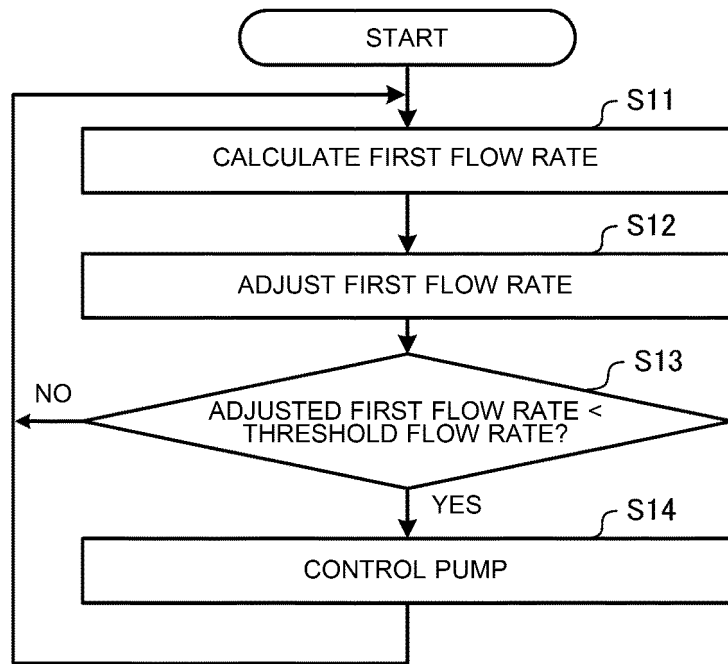 START
S11
CALCULATE FIRST FLOW RATE
S12
ADJUST FIRST FLOW RATE
S13
NO
ADJUSTED FIRST FLOW RATE <
THRESHOLD FLOW RATE?
YES
S14
CONTROL PUMP